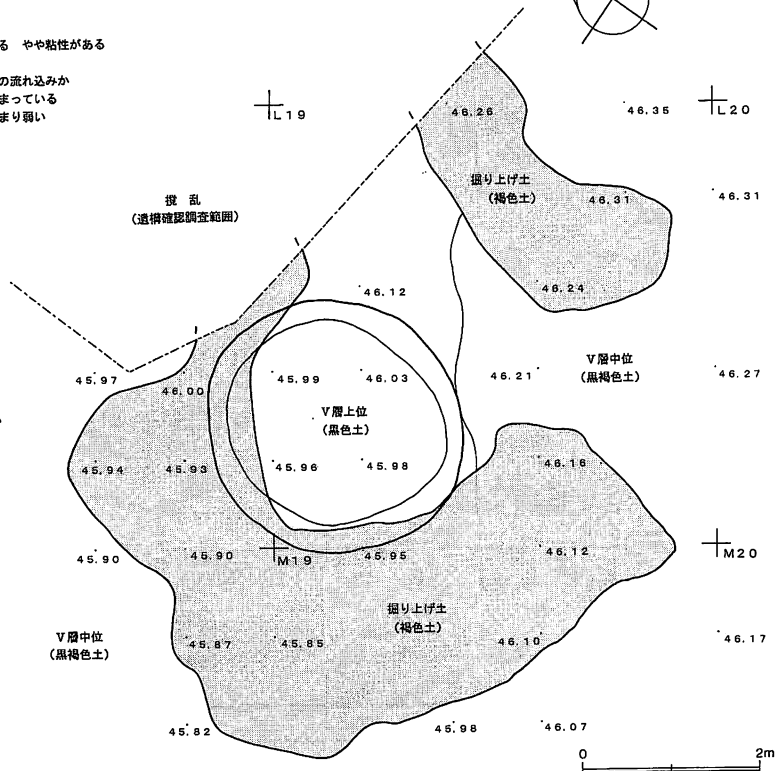 る やや粘性がある
の流れ込みか
まっている
まり弱い
L19
L20
46.26
46.35
掘り上げ土
(褐色土)
46.31
46.31
攪 乱
(遺構確認調査範囲)
46.24
46.12
V層中位
(黒褐色土)
45.97
46.00
45.99
46.03
46.21
46.27
V層上位
(黒色土)
45.94
45.93
45.96
45.98
46.16
45.90
45.90
M19
45.95
46.12
M20
掘り上げ土
(褐色土)
V層中位
(黒褐色土)
45.87
45.85
46.10
46.17
45.82
45.98
46.07
0 2m